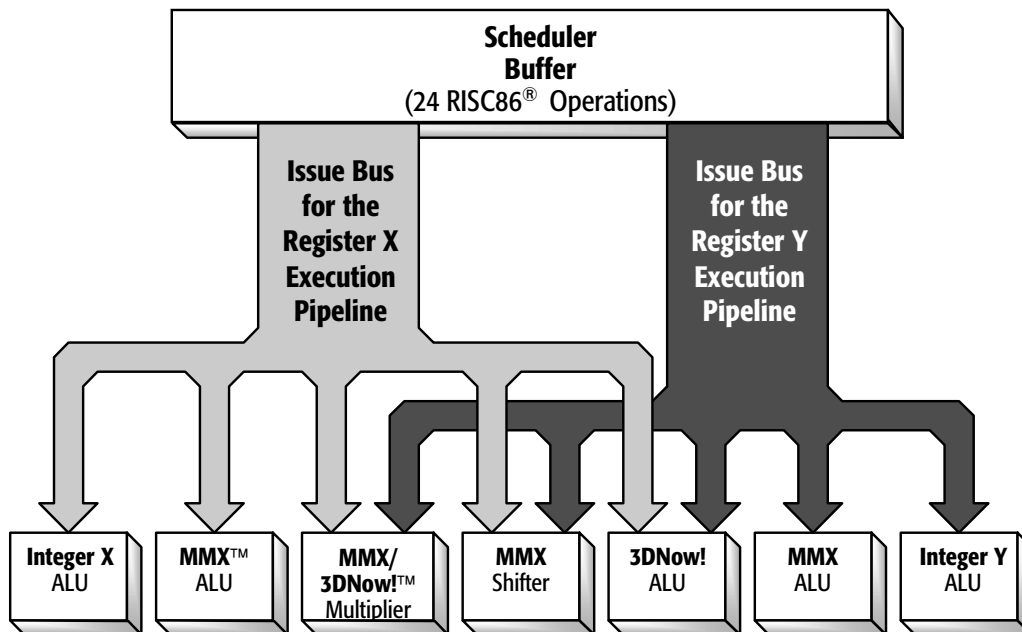 Scheduler
Buffer
(24 RISC86® Operations)
Issue Bus
for the
Register X
Execution
Pipeline
Issue Bus
for the
Register Y
Execution
Pipeline
Integer X
ALU
MMX™
ALU
MMX/
3DNow!™
Multiplier
MMX
Shifter
3DNow!
ALU
MMX
ALU
Integer Y
ALU